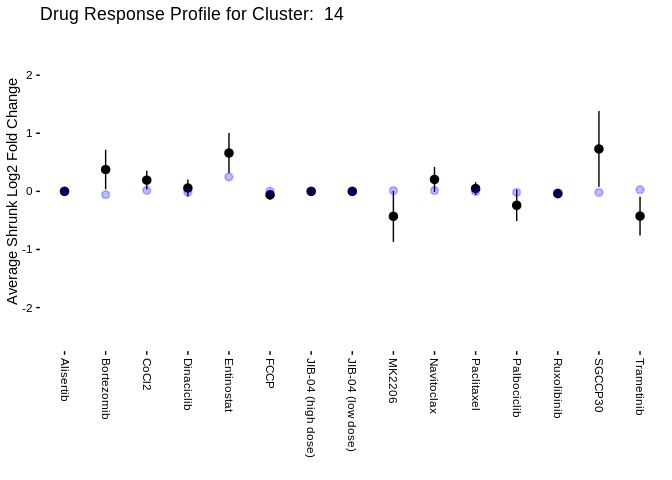 Drug Response Profile for Cluster:  14
Average Shrunk Log2 Fold Change
2
1
0
-1
-2
Alisertib
Bortezomib
CoCl2
Dinaciclib
Entinostat
FCCP
JIB-04 (high dose)
JIB-04 (low dose)
MK2206
Navitoclax
Paclitaxel
Palbociclib
Ruxolibinib
SGCCP30
Trametinib